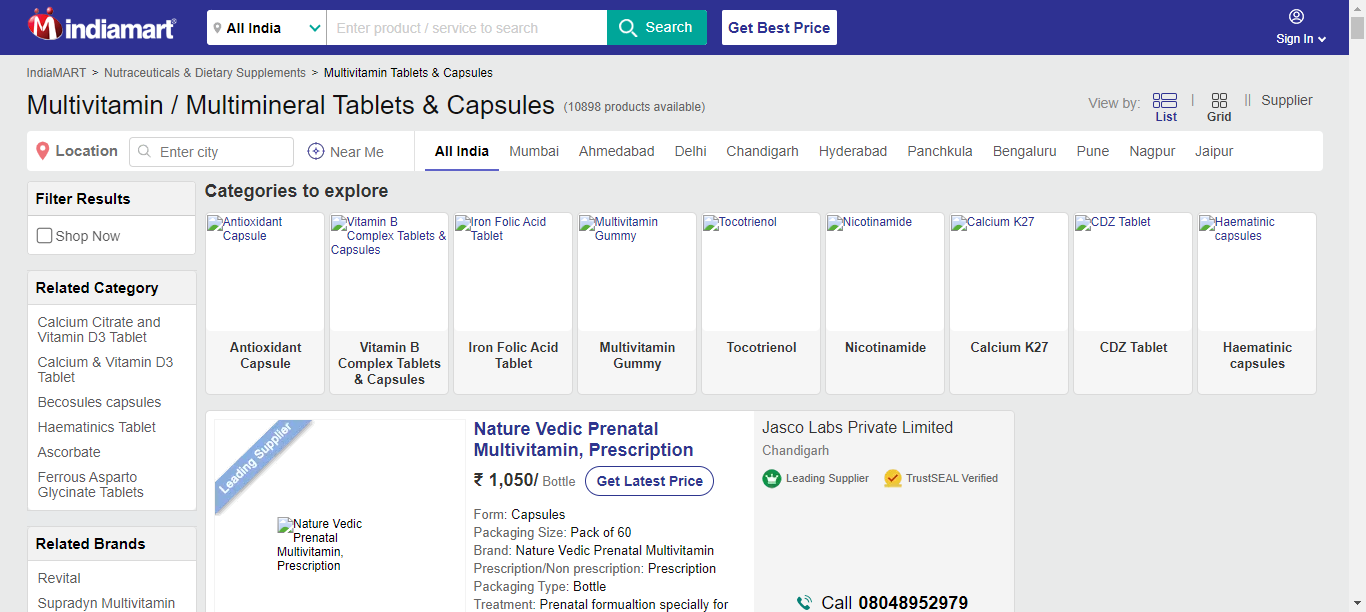 indiamart
All India
Enter product / service to search
Search
Get Best Price
Sign In
IndiaMART > Nutraceuticals & Dietary Supplements > Multivitamin Tablets & Capsules
Multivitamin / Multimineral Tablets & Capsules (10898 products available)
View by:
List
|
Grid
||
Supplier
Location
Enter city
Near Me
All India
Mumbai
Ahmedabad
Delhi
Chandigarh
Hyderabad
Panchkula
Bengaluru
Pune
Nagpur
Jaipur
Filter Results
Shop Now
Related Category
Calcium Citrate and
Vitamin D3 Tablet
Calcium & Vitamin D3
Tablet
Becosules capsules
Haematinics Tablet
Ascorbate
Ferrous Asparto
Glycinate Tablets
Related Brands
Revital
Supradyn Multivitamin
Categories to explore
Antioxidant
Capsule
Antioxidant
Capsule
Vitamin B
Complex Tablets &
Capsules
Vitamin B
Complex Tablets
& Capsules
Iron Folic Acid
Tablet
Iron Folic Acid
Tablet
Multivitamin
Gummy
Multivitamin
Gummy
Tocotrienol
Tocotrienol
Nicotinamide
Nicotinamide
Calcium K27
Calcium K27
CDZ Tablet
CDZ Tablet
Haematinic
capsules
Haematinic
capsules
Leading Supplier
Nature Vedic
Prenatal
Multivitamin,
Prescription
Nature Vedic Prenatal
Multivitamin, Prescription
₹ 1,050/ Bottle
Get Latest Price
Form: Capsules
Packaging Size: Pack of 60
Brand: Nature Vedic Prenatal Multivitamin
Prescription/Non prescription: Prescription
Packaging Type: Bottle
Treatment: Prenatal formualtion specially for
Jasco Labs Private Limited
Chandigarh
Leading Supplier
TrustSEAL Verified
Call 08048952979